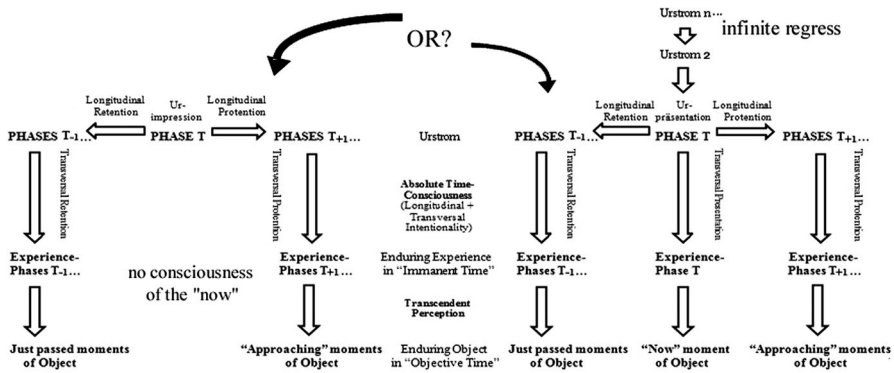 OR?
Urstrom n...
infinite regress
Urstrom 2
Longitudinal
Retention
Ur-
impression
Longitudinal
Protention
PHASES T-1...
PHASE T
PHASES T+1...
Urstrom
Longitudinal
Retention
Ur-
präsentation
Longitudinal
Protention
PHASES T-1...
PHASE T
PHASES T+1...
Transversal Retention
Transversal Protention
Absolute Time-
Consciousness
(Longitudinal +
Transversal
Intentionality)
Transversal Retention
Transversal Presentation
Transversal Protention
Experience-
Phases T-1...
no consciousness
of the "now"
Experience-
Phases T+1...
Enduring Experience
in “Immanent Time”
Experience-
Phases T-1...
Experience-
Phase T
Experience-
Phases T+1...
Transcendent
Perception
Just passed moments
of Object
“Approaching” moments
of Object
Enduring Object
in “Objective Time”
Just passed moments
of Object
“Now” moment
of Object
“Approaching” moments
of Object